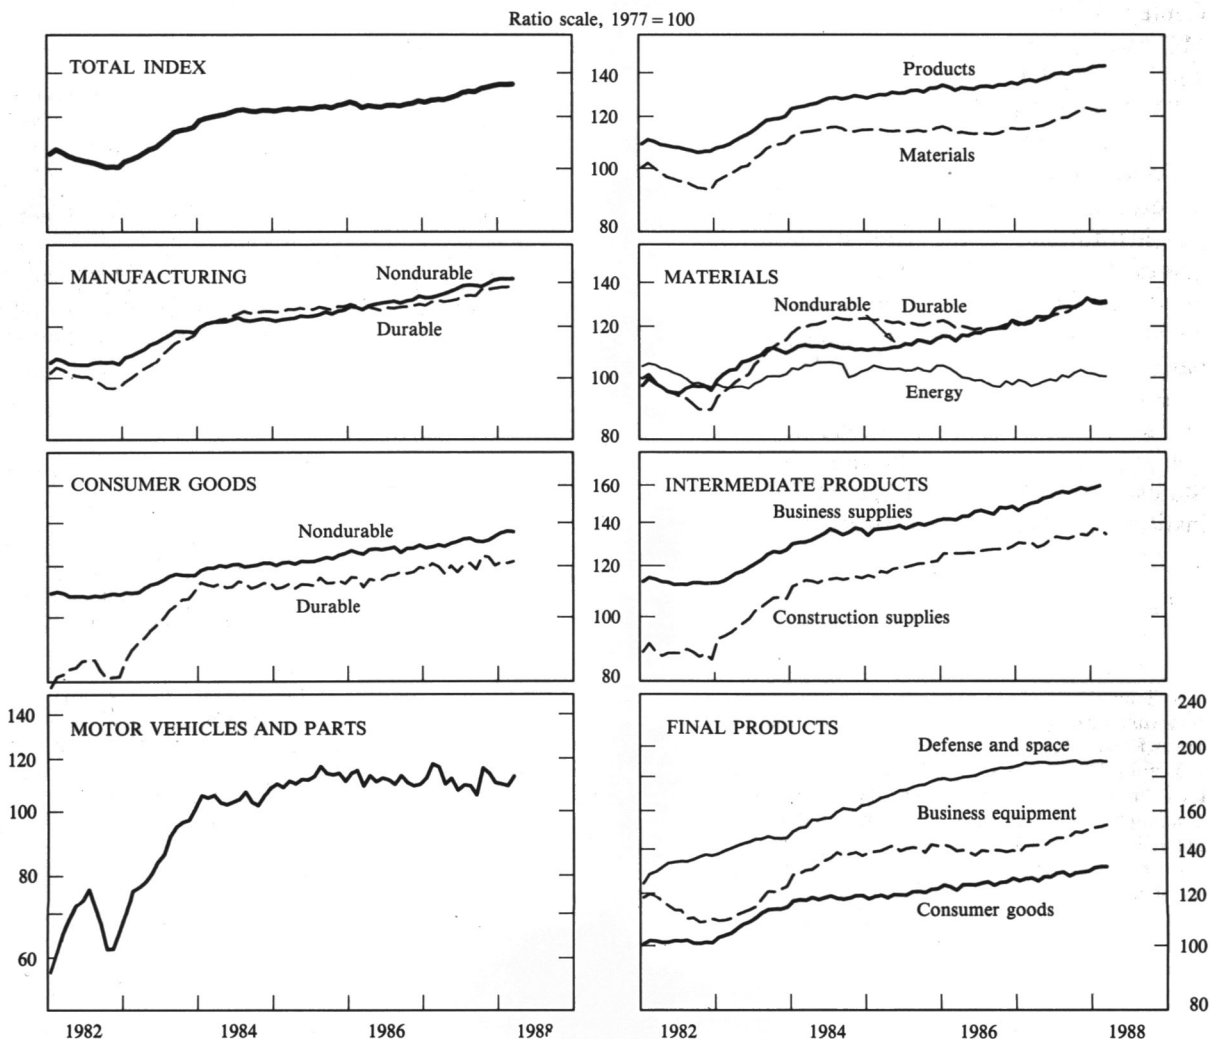 Ratio scale, 1977 = 100
TOTAL INDEX
140
120
100
80
Products
Materials
MANUFACTURING
Nondurable
Durable
140
120
100
80
MATERIALS
Nondurable
Durable
Energy
CONSUMER GOODS
Nondurable
Durable
160
140
120
100
80
INTERMEDIATE PRODUCTS
Business supplies
Construction supplies
140
120
100
80
60
MOTOR VEHICLES AND PARTS
1982
1984
1986
1988
FINAL PRODUCTS
Defense and space
Business equipment
Consumer goods
240
200
160
140
120
100
80
1982
1984
1986
1988